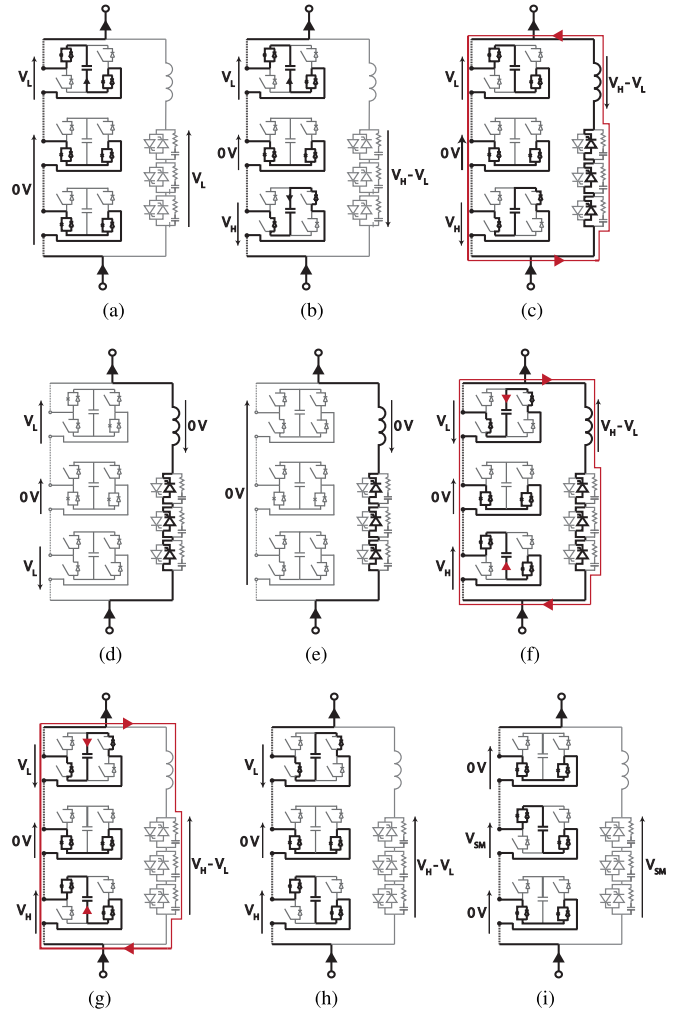 V_L
0V
V_L
(a)
V_L
0V
V_H
V_H-V_L
(b)
V_L
0V
V_H
V_H-V_L
(c)
V_L
0V
V_L
0V
(d)
0V
0V
(e)
V_L
0V
V_H
V_H-V_L
(f)
V_L
0V
V_H
V_H-V_L
(g)
V_L
0V
V_H
V_H-V_L
(h)
0V
V_SM
0V
V_SM
(i)